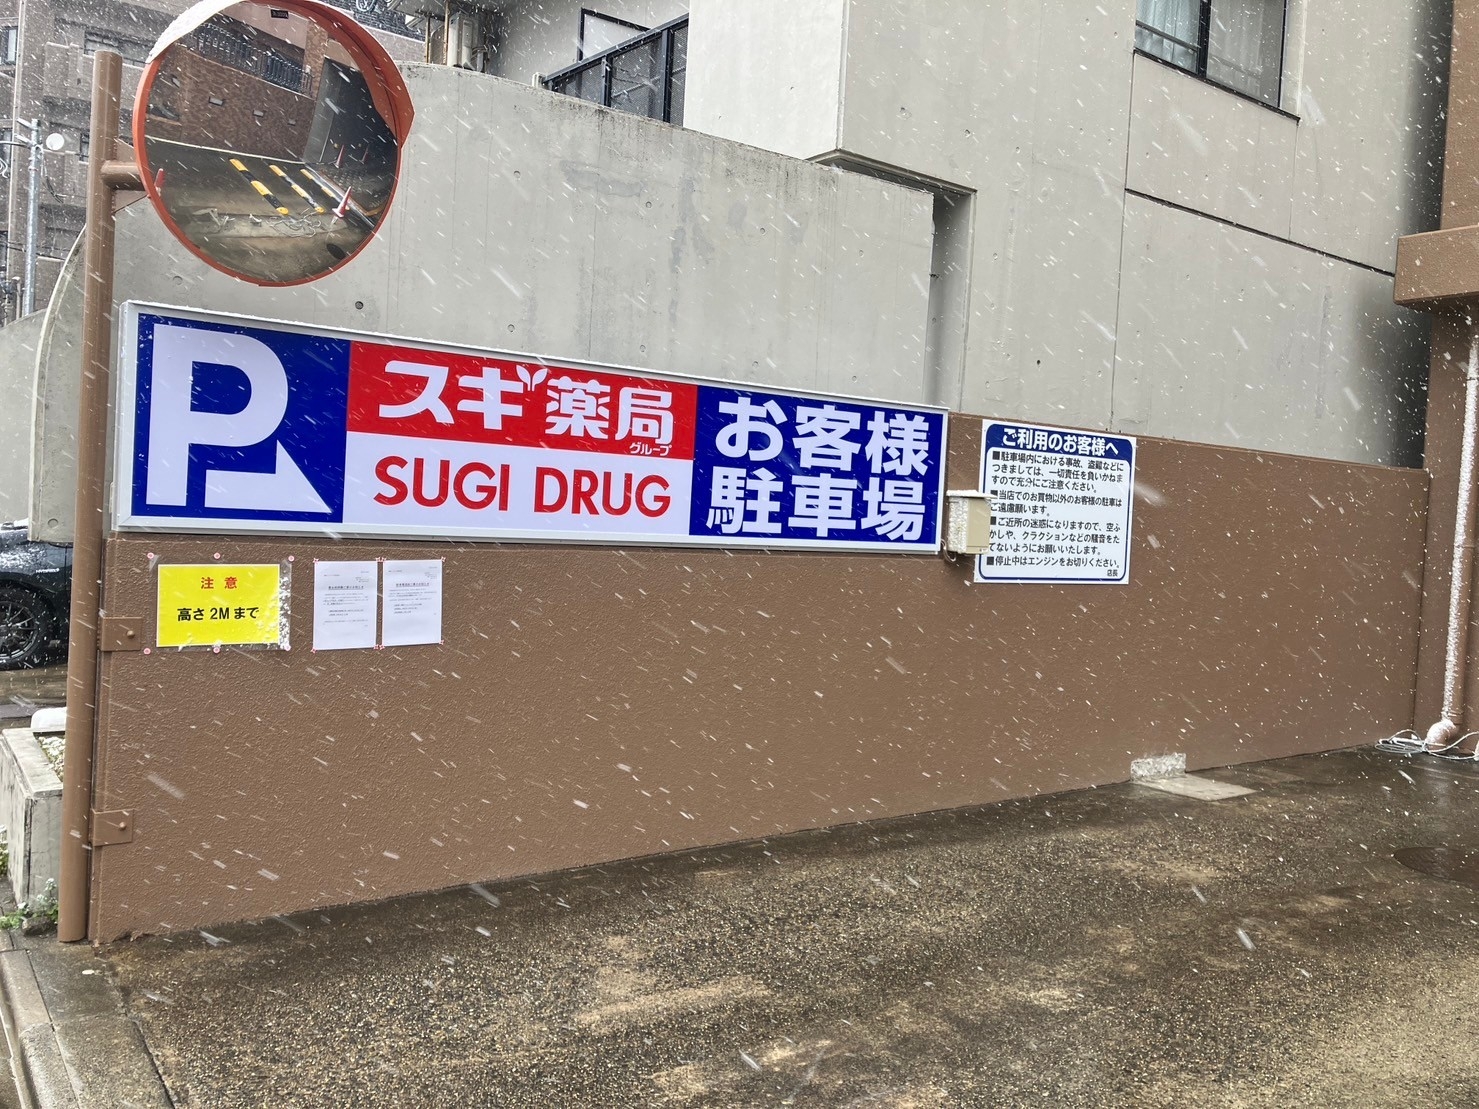 P
スギ薬局
グループ
SUGI DRUG
お客様
駐車場
ご利用のお客様へ
■駐車場内における事故、盗難などに
つきましては、一切責任を負いかねま
すので充分にご注意ください。
■当店でのお買物以外のお客様の駐車は
ご遠慮願います。
■ご近所の迷惑になりますので、空ふ
かしや、クラクションなどの騒音をた
てないようにお願いいたします。
■停止中はエンジンをお切りください。
店長
注意
高さ 2M まで